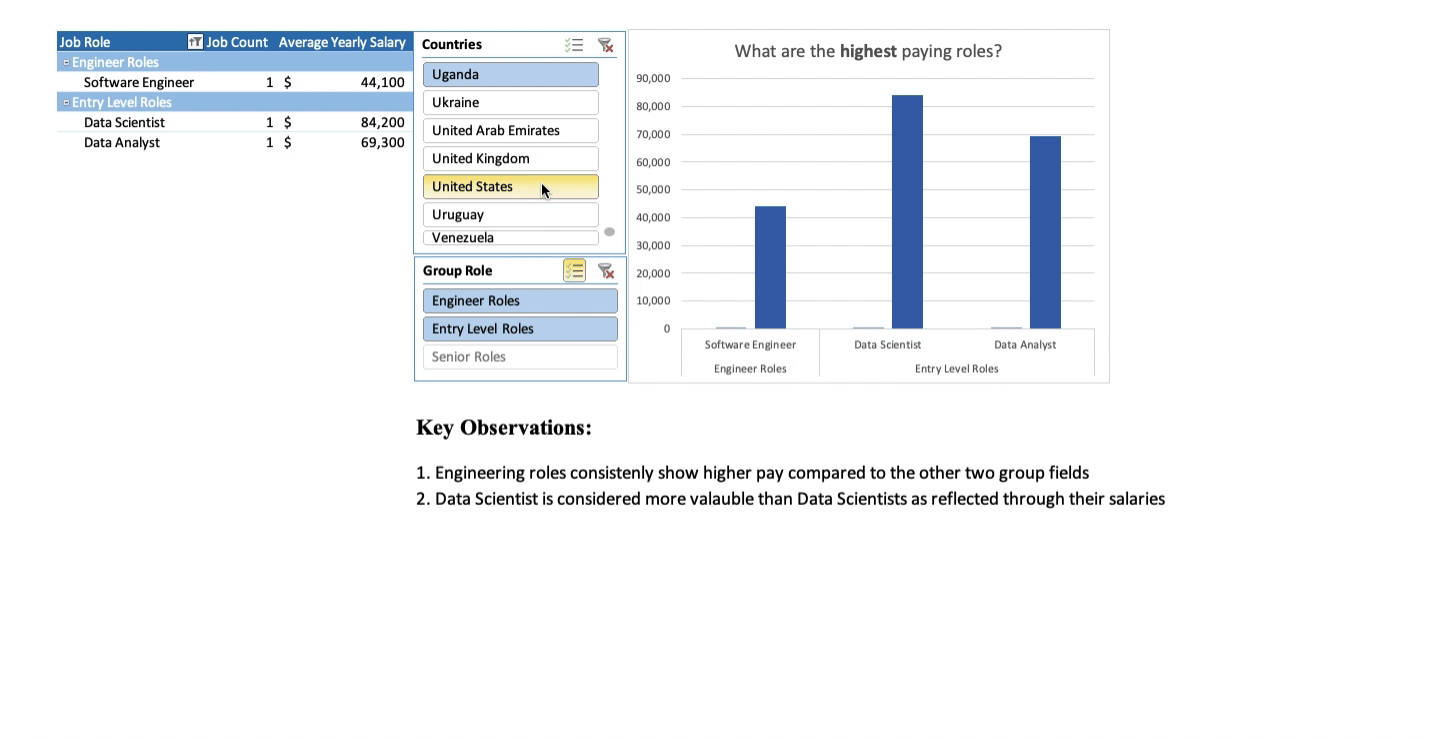 Job Role Job Count Average Yearly Salary
Engineer Roles
Software Engineer 1 $ 44,100
Entry Level Roles
Data Scientist 1 $ 84,200
Data Analyst 1 $ 69,300
Countries
Uganda
Ukraine
United Arab Emirates
United Kingdom
United States
Uruguay
Venezuela
Group Role
Engineer Roles
Entry Level Roles
Senior Roles
What are the highest paying roles?
90,000
80,000
70,000
60,000
50,000
40,000
30,000
20,000
10,000
0
Software Engineer Data Scientist Data Analyst
Engineer Roles Entry Level Roles
Key Observations:
1. Engineering roles consistenly show higher pay compared to the other two group fields
2. Data Scientist is considered more valauble than Data Scientists as reflected through their salaries